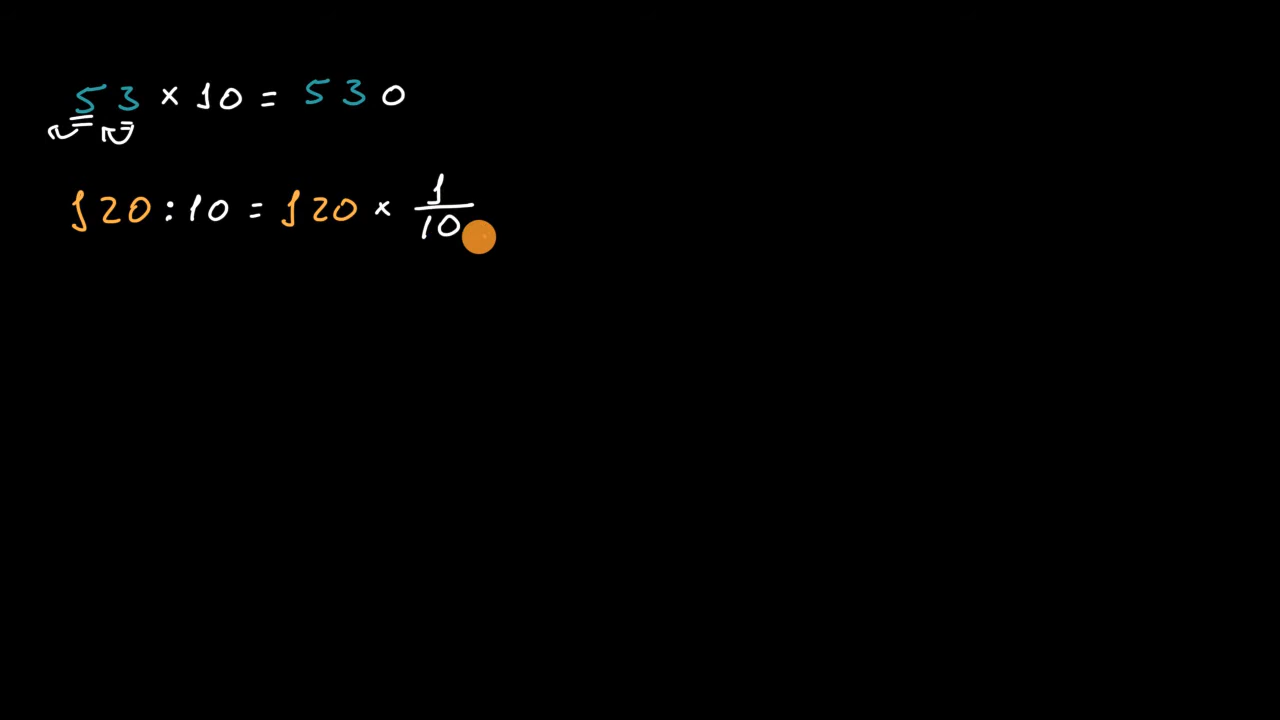 53 × 10 = 530
120 : 10 = 120 × 1/10